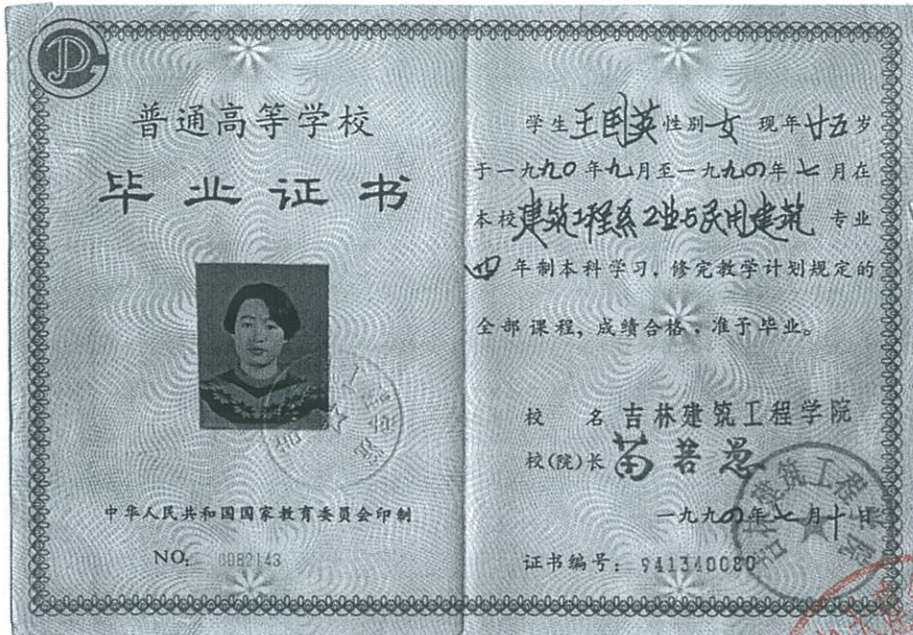 普通高等学校
毕业证书
中华人民共和国国家教育委员会印制
NO: 0082143
学生王国英性别女 现年廿五岁
于一九九0年九月至一九九四年七月在
本校建筑工程系工业与民用建筑 专业
四年制本科学习，修完教学计划规定的
全部课程，成绩合格，准予毕业。
校 名 吉林建筑工程学院
校(院)长 苗若愚
一九九四年七月十日
证书编号：941340080